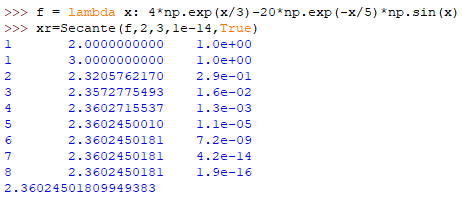 >>> f = lambda x: 4*np.exp(x/3)-20*np.exp(-x/5)*np.sin(x)
>>> xr=Secante(f,2,3,1e-14,True)
1 2.0000000000 1.0e+00
1 3.0000000000 1.0e+00
2 2.3205762170 2.9e-01
3 2.3572775493 1.6e-02
4 2.3602715537 1.3e-03
5 2.3602450010 1.1e-05
6 2.3602450181 7.2e-09
7 2.3602450181 4.2e-14
8 2.3602450181 1.9e-16
2.36024501809949383